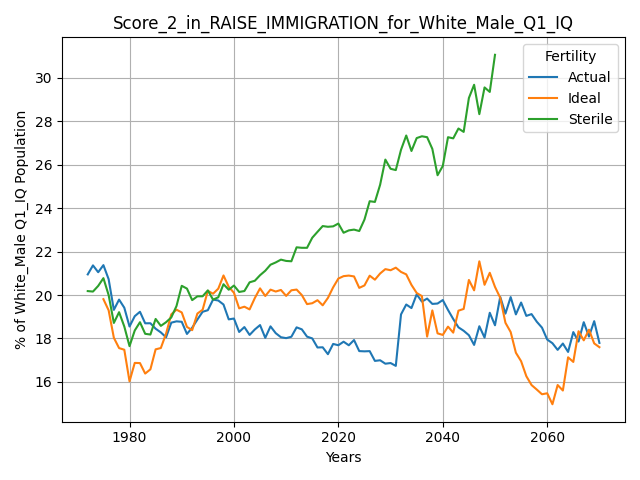 Score_2_in_RAISE_IMMIGRATION_for_White_Male_Q1_IQ
% of White_Male Q1_IQ Population
30
28
26
24
22
20
18
16
Fertility
Actual
Ideal
Sterile
1980
2000
2020
2040
2060
Years